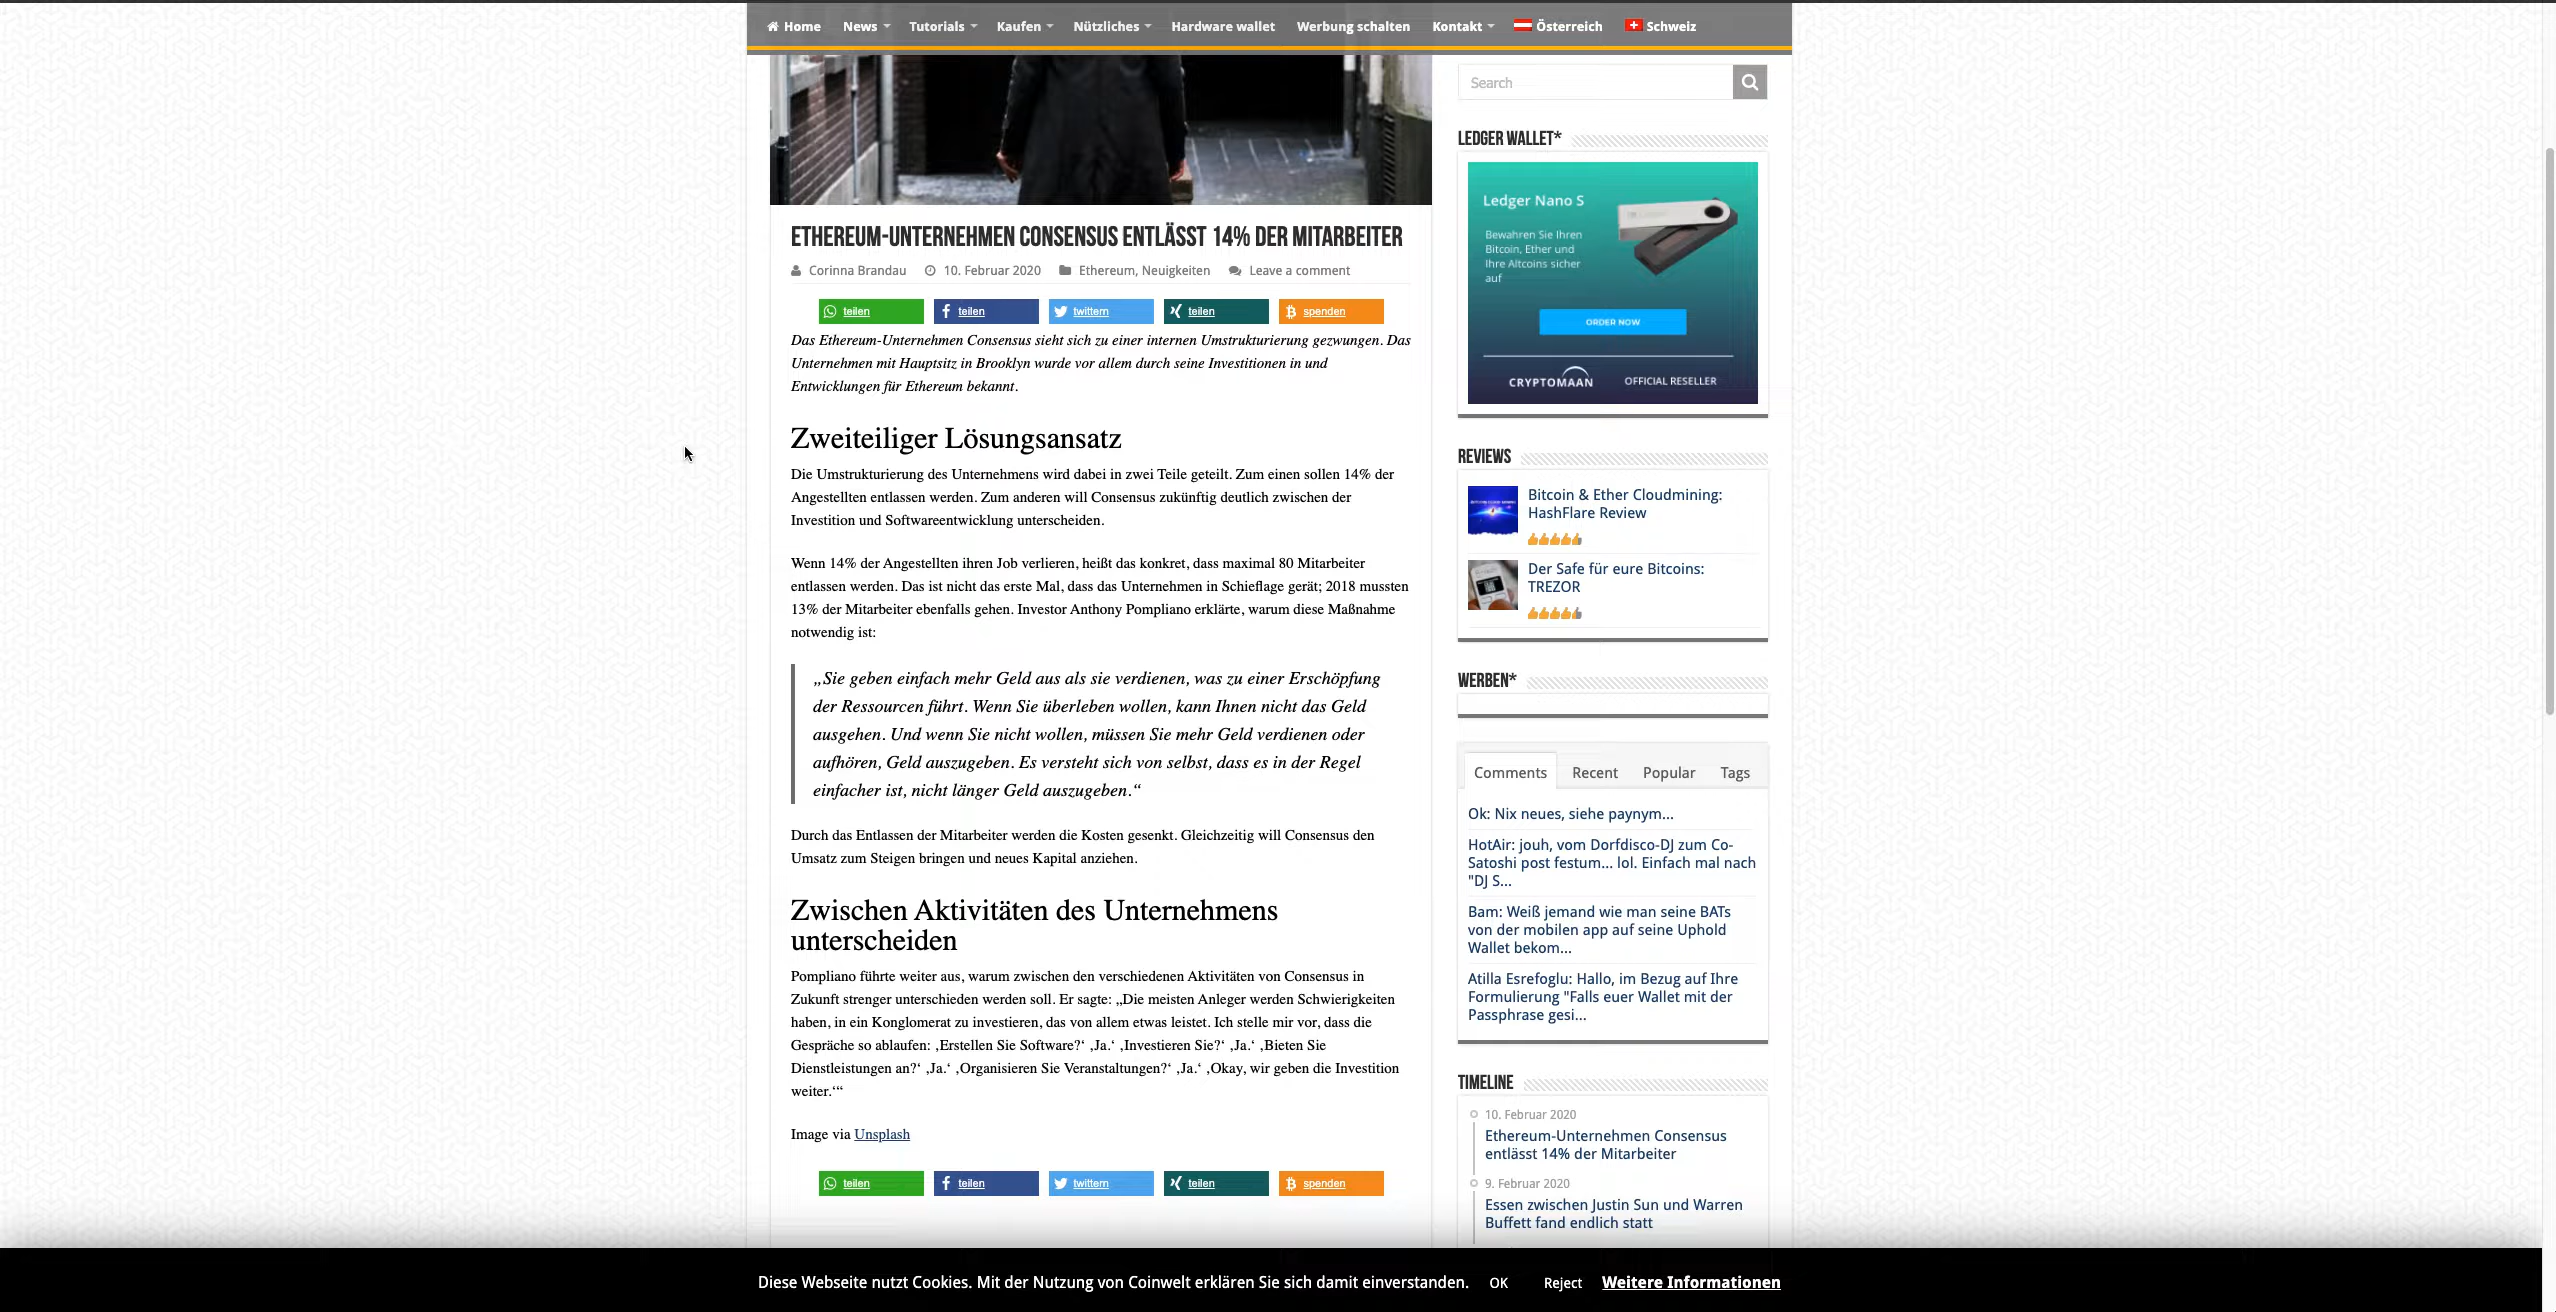 Home News Tutorials Kaufen Nützliches Hardware wallet Werbung schalten Kontakt Österreich Schweiz
ETHEREUM-UNTERNEHMEN CONSENSUS ENTLÄSST 14% DER MITARBEITER
Corinna Brandau 10. Februar 2020 Ethereum, Neuigkeiten Leave a comment
teilen teilen twittern teilen spenden
Das Ethereum-Unternehmen Consensus sieht sich zu einer internen Umstrukturierung gezwungen. Das
Unternehmen mit Hauptsitz in Brooklyn wurde vor allem durch seine Investitionen in und
Entwicklungen für Ethereum bekannt.
Zweiteiliger Lösungsansatz
Die Umstrukturierung des Unternehmens wird dabei in zwei Teile geteilt. Zum einen sollen 14% der
Angestellten entlassen werden. Zum anderen will Consensus zukünftig deutlich zwischen der
Investition und Softwareentwicklung unterscheiden.
Wenn 14% der Angestellten ihren Job verlieren, heißt das konkret, dass maximal 80 Mitarbeiter
entlassen werden. Das ist nicht das erste Mal, dass das Unternehmen in Schieflage gerät; 2018 mussten
13% der Mitarbeiter ebenfalls gehen. Investor Anthony Pompliano erklärte, warum diese Maßnahme
notwendig ist:
„Sie geben einfach mehr Geld aus als sie verdienen, was zu einer Erschöpfung
der Ressourcen führt. Wenn Sie überleben wollen, kann Ihnen nicht das Geld
ausgehen. Und wenn Sie nicht wollen, müssen Sie mehr Geld verdienen oder
aufhören, Geld auszugeben. Es versteht sich von selbst, dass es in der Regel
einfacher ist, nicht länger Geld auszugeben.“
Durch das Entlassen der Mitarbeiter werden die Kosten gesenkt. Gleichzeitig will Consensus den
Umsatz zum Steigen bringen und neues Kapital anziehen.
Zwischen Aktivitäten des Unternehmens
unterscheiden
Pompliano führte weiter aus, warum zwischen den verschiedenen Aktivitäten von Consensus in
Zukunft strenger unterschieden werden soll. Er sagte: „Die meisten Anleger werden Schwierigkeiten
haben, in ein Konglomerat zu investieren, das von allem etwas leistet. Ich stelle mir vor, dass die
Gespräche so ablaufen: ‚Erstellen Sie Software?‘ ‚Ja.‘ ‚Investieren Sie?‘ ‚Ja.‘ ‚Bieten Sie
Dienstleistungen an?‘ ‚Ja.‘ ‚Organisieren Sie Veranstaltungen?‘ ‚Ja.‘ ‚Okay, wir geben die Investition
weiter.‘“
Image via Unsplash
teilen teilen twittern teilen spenden
Search
LEDGER WALLET*
Ledger Nano S
Bewahren Sie Ihren
Bitcoin, Ether und
Ihre Altcoins sicher
auf
ORDER NOW
CRYPTOMAAN OFFICIAL RESELLER
REVIEWS
Bitcoin & Ether Cloudmining:
HashFlare Review
Der Safe für eure Bitcoins:
TREZOR
WERBEN*
Comments Recent Popular Tags
Ok: Nix neues, siehe paynym...
HotAir: jouh, vom Dorfdisco-DJ zum Co-
Satoshi post festum... lol. Einfach mal nach
"DJ S...
Bam: Weiß jemand wie man seine BATs
von der mobilen app auf seine Uphold
Wallet bekom...
Atilla Esrefoglu: Hallo, im Bezug auf Ihre
Formulierung "Falls euer Wallet mit der
Passphrase gesi...
TIMELINE
10. Februar 2020
Ethereum-Unternehmen Consensus
entlässt 14% der Mitarbeiter
9. Februar 2020
Essen zwischen Justin Sun und Warren
Buffett fand endlich statt
Diese Webseite nutzt Cookies. Mit der Nutzung von Coinwelt erklären Sie sich damit einverstanden. OK Reject Weitere Informationen